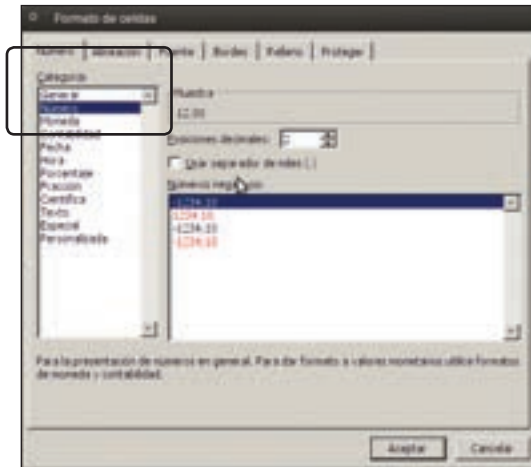 Formato de celdas
Número Alineación Fuente Bordes Relleno Proteger
Categoría:
General
Número
Moneda
Contabilidad
Fecha
Hora
Porcentaje
Fracción
Científica
Texto
Especial
Personalizada
Muestra
12.00
Posiciones decimales:
Usar separador de miles (,)
Números negativos:
-1234.10
1234.10
-1234.10
-1234.10
Para la presentación de números en general. Para dar formato a valores monetarios utilice formatos
de moneda y contabilidad.
Aceptar Cancelar